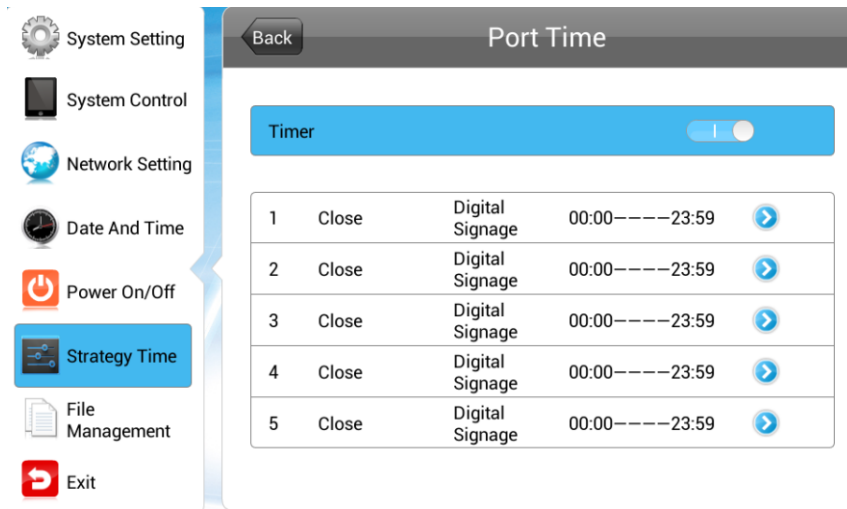 System Setting
System Control
Network Setting
Date And Time
Power On/Off
Strategy Time
File
Management
Exit
Back
Port Time
Timer
1 Close Digital Signage 00:00————23:59
2 Close Digital Signage 00:00————23:59
3 Close Digital Signage 00:00————23:59
4 Close Digital Signage 00:00————23:59
5 Close Digital Signage 00:00————23:59